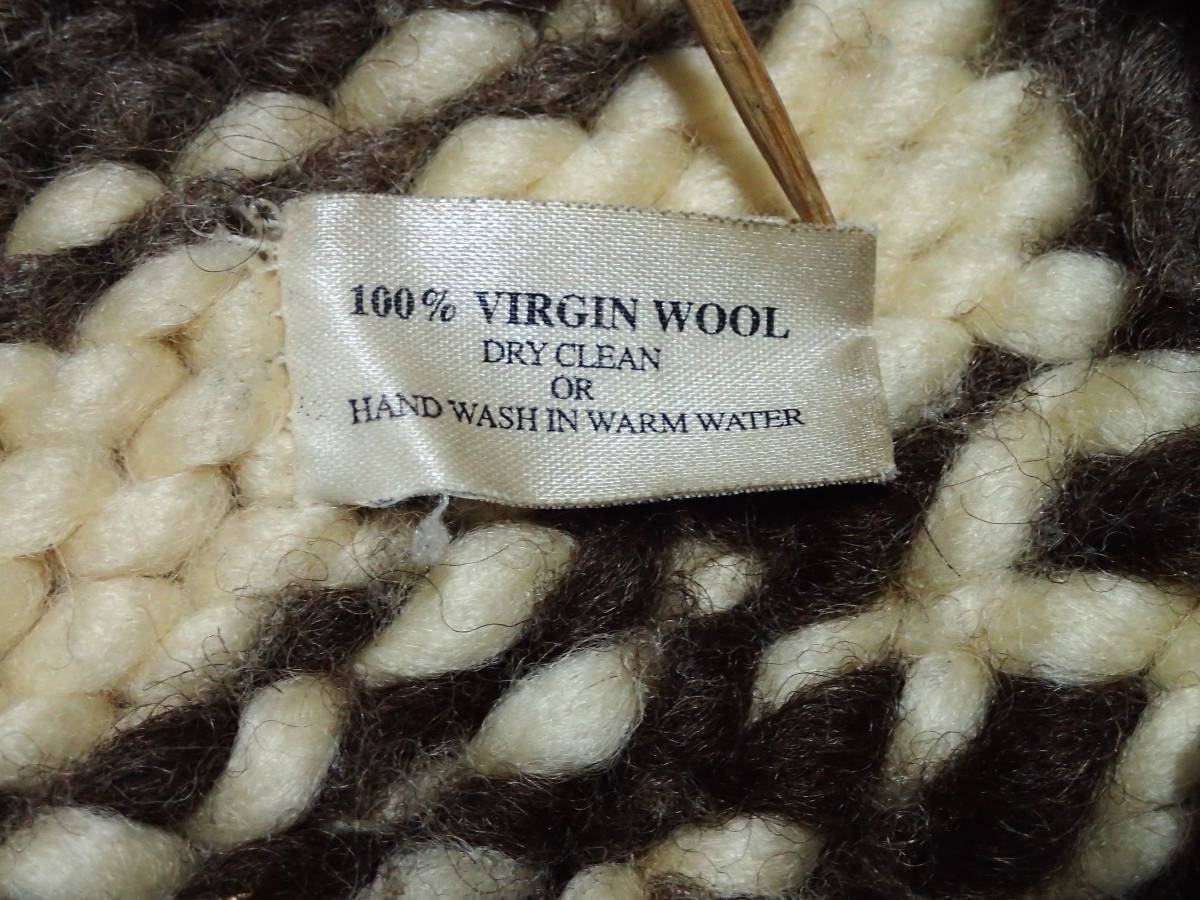 100% VIRGIN WOOL
DRY CLEAN
OR
HAND WASH IN WARM WATER